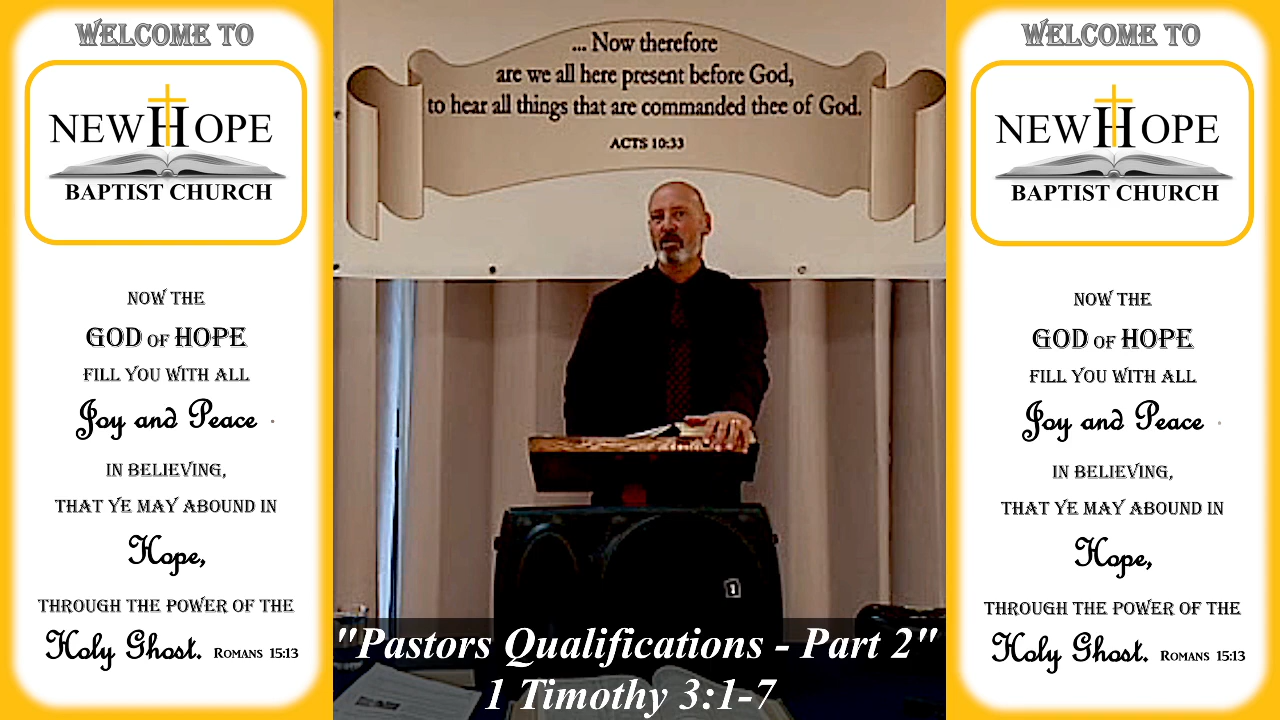 WELCOME TO
NEW HOPE
BAPTIST CHURCH
NOW THE
GOD OF HOPE
FILL YOU WITH ALL
Joy and Peace
IN BELIEVING,
THAT YE MAY ABOUND IN
Hope,
THROUGH THE POWER OF THE
Holy Ghost. ROMANS 15:13
... Now therefore
are we all here present before God,
to hear all things that are commanded thee of God.
ACTS 10:33
1
"Pastors Qualifications - Part 2"
1 Timothy 3:1-7
WELCOME TO
NEW HOPE
BAPTIST CHURCH
NOW THE
GOD OF HOPE
FILL YOU WITH ALL
Joy and Peace
IN BELIEVING,
THAT YE MAY ABOUND IN
Hope,
THROUGH THE POWER OF THE
Holy Ghost. ROMANS 15:13